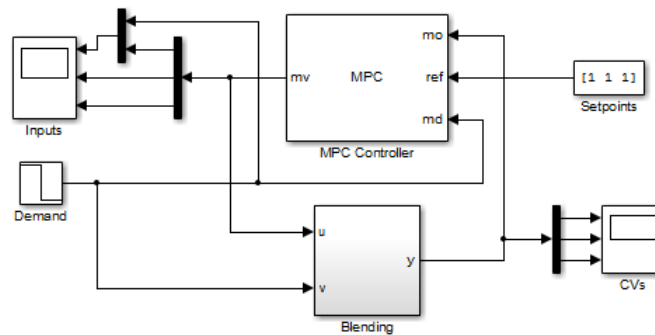 mo
mv
MPC
ref
[1 1 1]
md
Setpoints
Inputs
MPC Controller
Demand
u
y
v
CVs
Blending